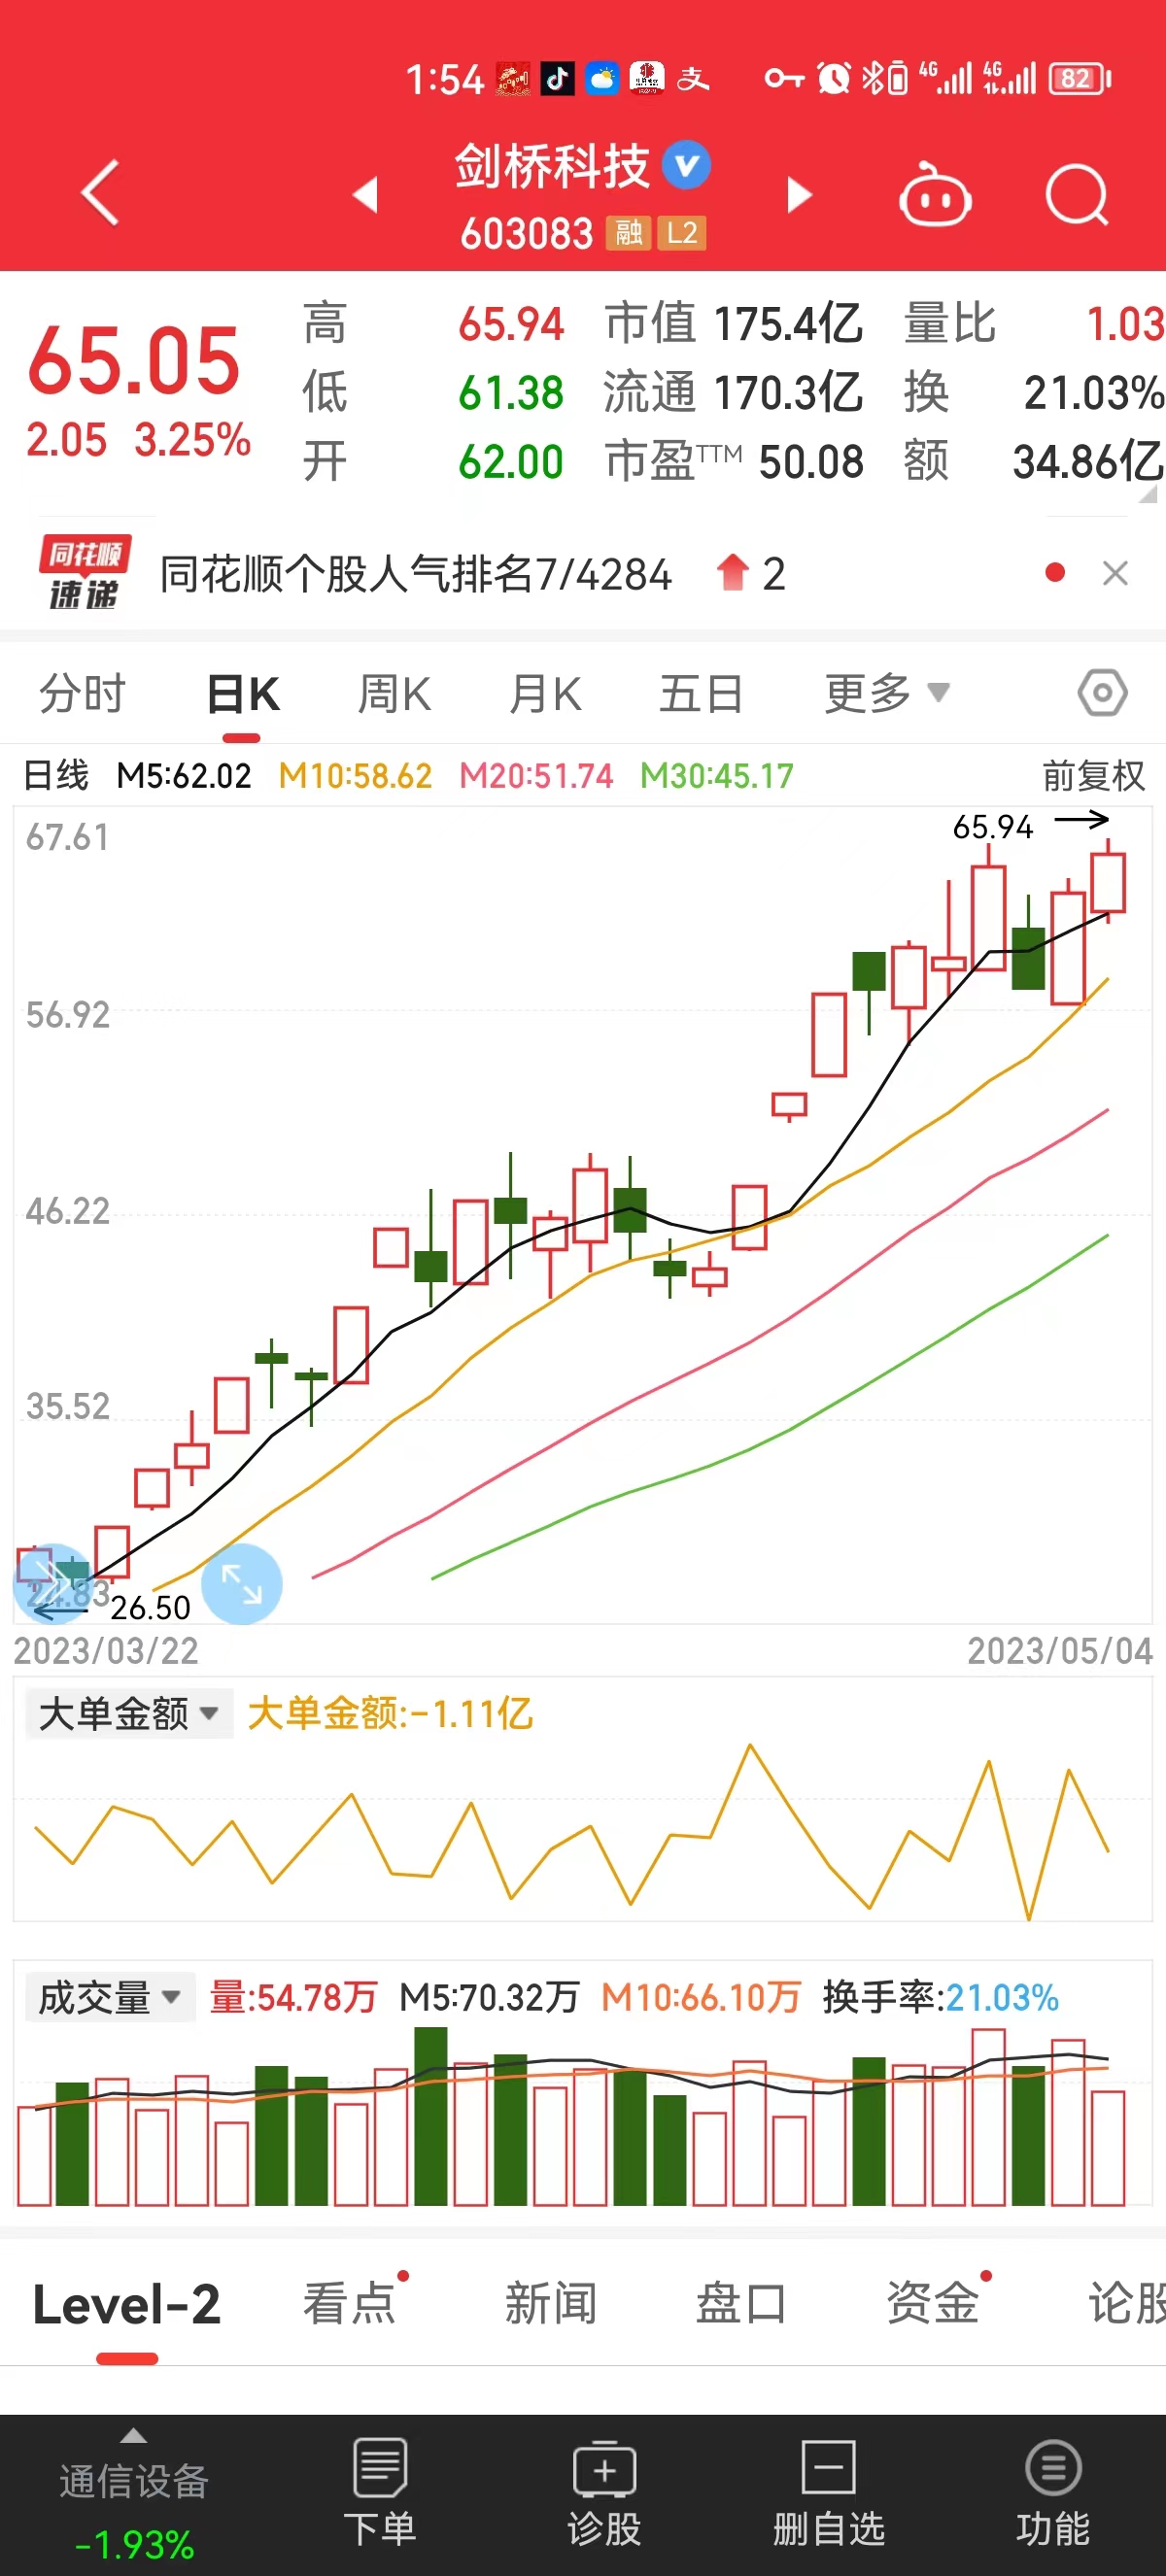 1:54 支 4G 4G 82
剑桥科技
603083 融 L2
65.05
2.05 3.25%
高 65.94 市值 175.4亿 量比 1.03
低 61.38 流通 170.3亿 换 21.03%
开 62.00 市盈TTM 50.08 额 34.86亿
同花顺
速递
同花顺个股人气排名7/4284 2
分时 日K 周K 月K 五日 更多
日线 M5:62.02 M10:58.62 M20:51.74 M30:45.17 前复权
67.61
65.94
56.92
46.22
35.52
24.83
26.50
2023/03/22 2023/05/04
大单金额 大单金额:-1.11亿
成交量 量:54.78万 M5:70.32万 M10:66.10万 换手率:21.03%
Level-2 看点 新闻 盘口 资金 论股
通信设备 下单 诊股 删自选 功能
-1.93%